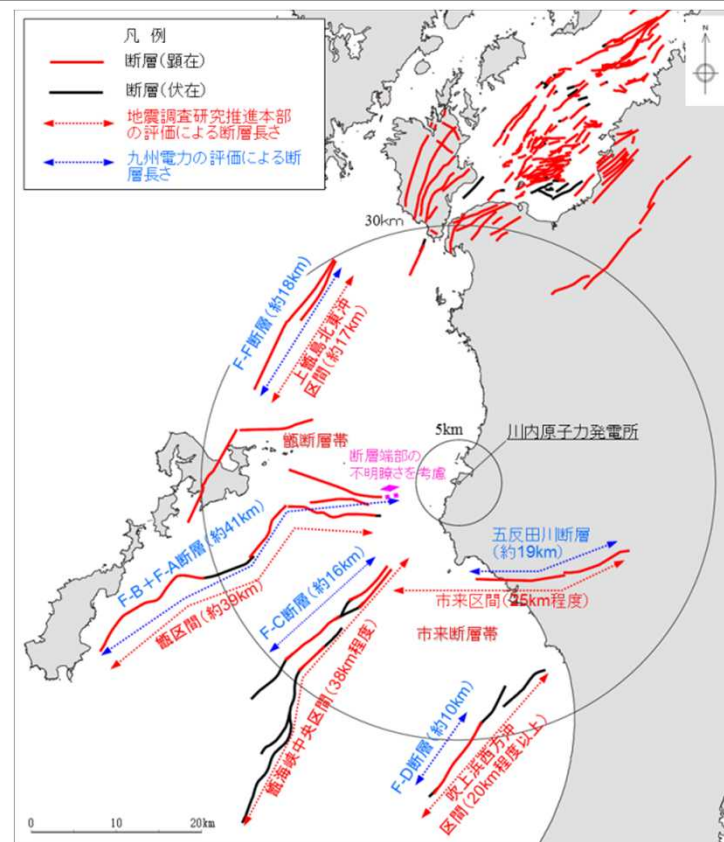 凡 例
断層(顕在)
断層(伏在)
地震調査研究推進本部
の評価による断層長さ
九州電力の評価による断
層長さ
N
30km
F-F断層(約18km)
上甑島北東沖
区間(約17km)
甑断層帯
5km
川内原子力発電所
断層端部の
不明瞭さを考慮
F-B+F-A断層(約41km)
甑区間(約39km)
F-C断層(約16km)
五反田川断層
(約19km)
市来区間(25km程度)
市来断層帯
甑海峡中央区間(38km程度)
F-D断層(約10km)
吹上浜西方沖
区間(20km程度以上)
0 10 20km